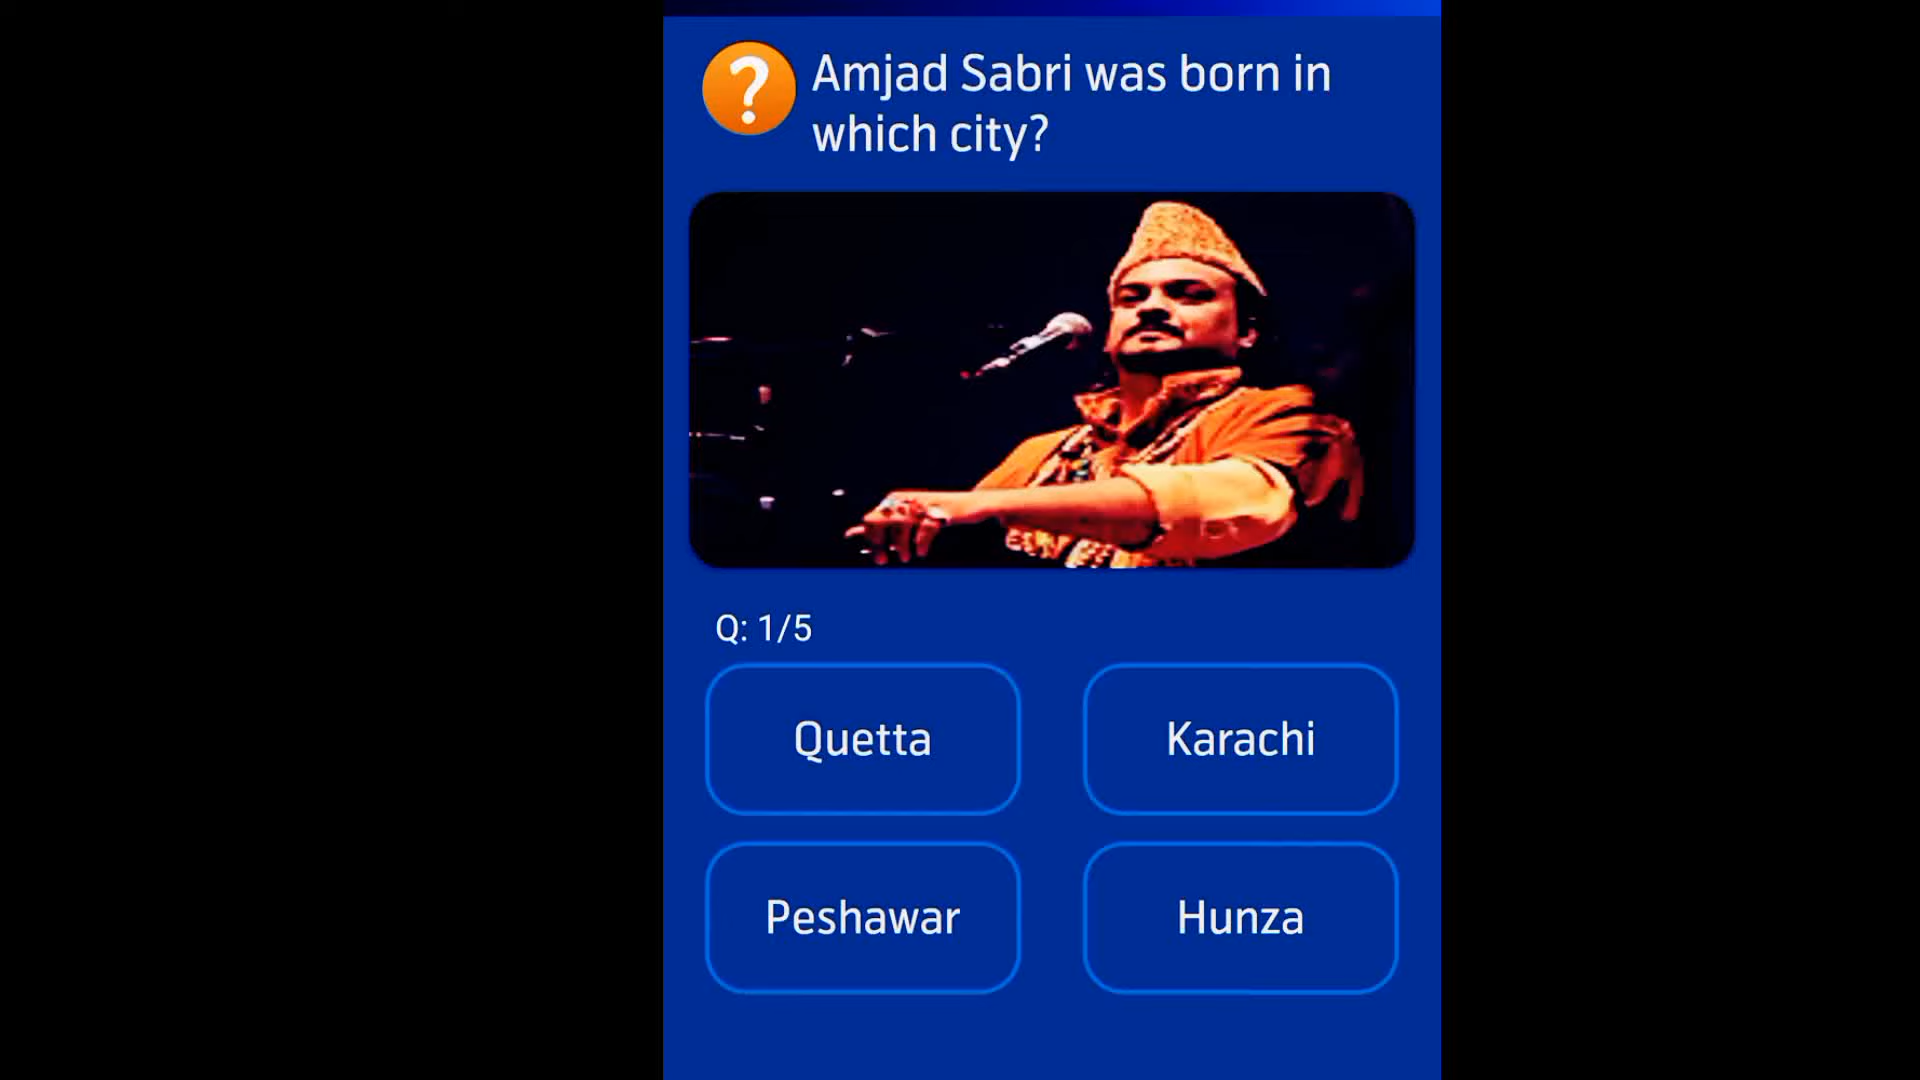 ?
Amjad Sabri was born in
which city?
Q: 1/5
Quetta
Karachi
Peshawar
Hunza